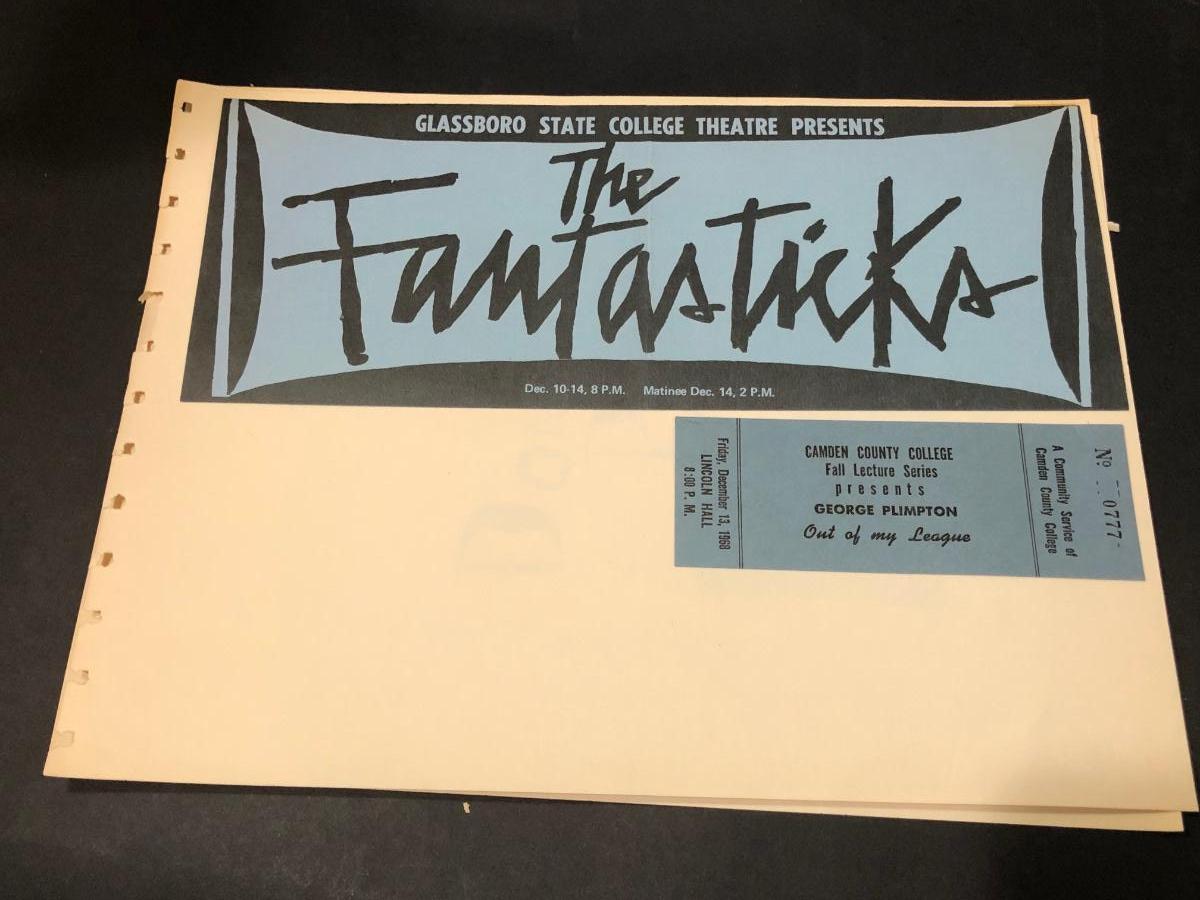 GLASSBORO STATE COLLEGE THEATRE PRESENTS
The
Fantasticks
Dec. 10-14, 8 P.M. Matinee Dec. 14, 2 P.M.
Friday, December 13, 1968
LINCOLN HALL
8:00 P. M.
CAMDEN COUNTY COLLEGE
Fall Lecture Series
presents
GEORGE PLIMPTON
Out of my League
A Community Service of
Camden County College
No 0777